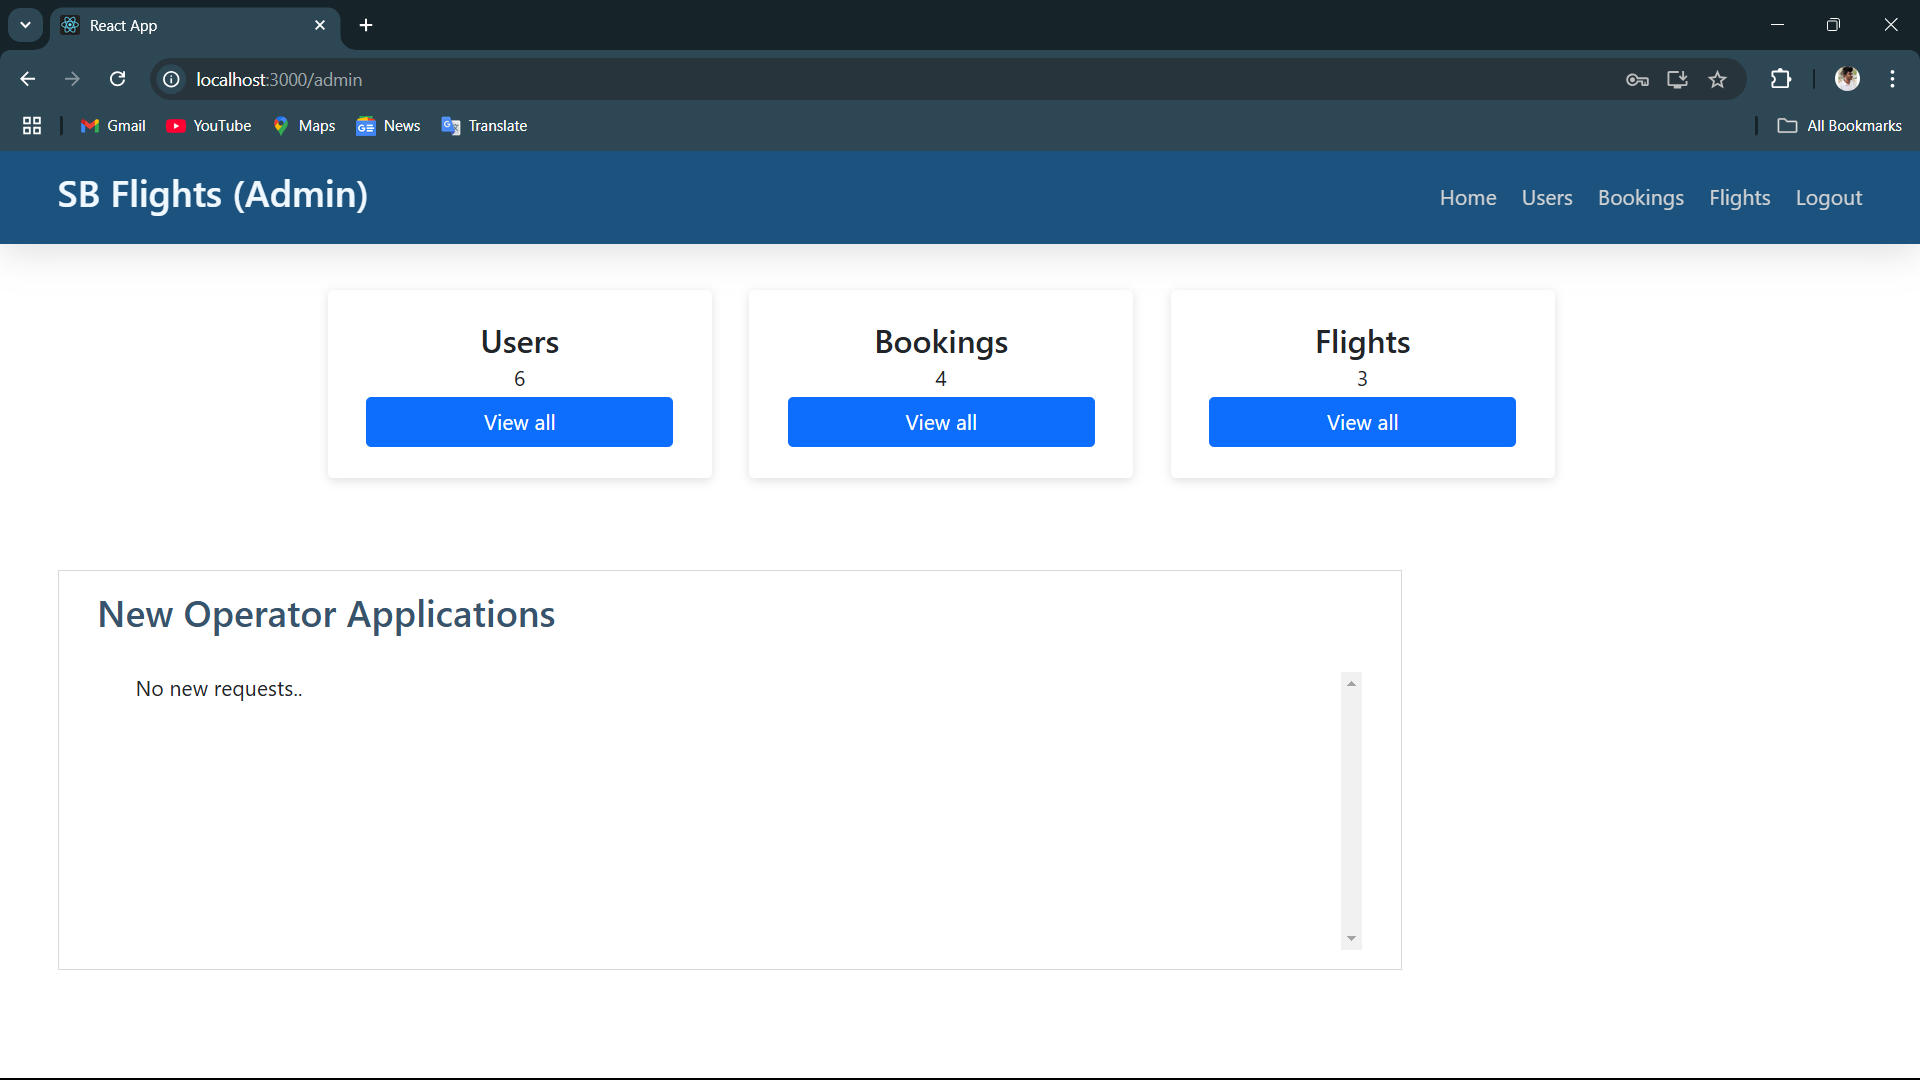 React App
localhost:3000/admin
Gmail YouTube Maps News Translate All Bookmarks
SB Flights (Admin) Home Users Bookings Flights Logout
Users Bookings Flights
6 4 3
View all View all View all
New Operator Applications
No new requests..